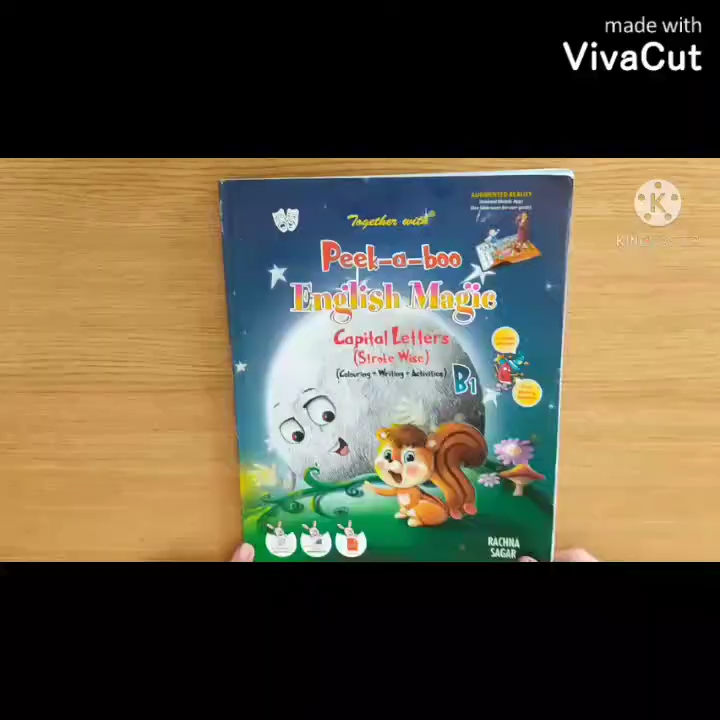 made with
VivaCut
AUGMENTED REALITY
Together with®
Peek-a-boo
English Magic
Capital Letters
(Stroke Wise)
(Colouring + Writing + Activities)
B1
RACHNA
SAGAR
K